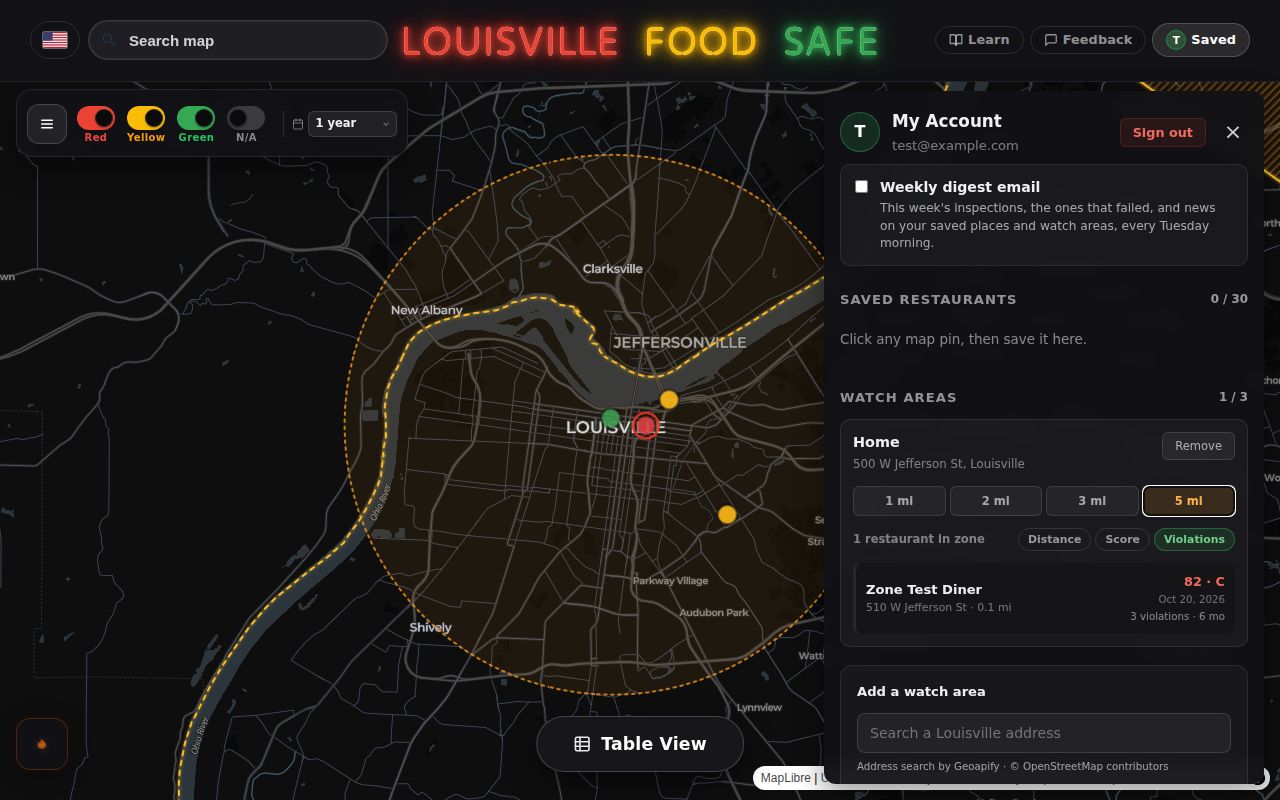 Search map
LOUISVILLE FOOD SAFE
Learn
Feedback
T
Saved
Red
Yellow
Green
N/A
1 year
T
My Account
test@example.com
Sign out
Weekly digest email
This week's inspections, the ones that failed, and news
on your saved places and watch areas, every Tuesday
morning.
SAVED RESTAURANTS
0 / 30
Click any map pin, then save it here.
WATCH AREAS
1 / 3
Home
500 W Jefferson St, Louisville
Remove
1 mi
2 mi
3 mi
5 mi
1 restaurant in zone
Distance
Score
Violations
Zone Test Diner
510 W Jefferson St · 0.1 mi
82 · C
Oct 20, 2026
3 violations · 6 mo
Add a watch area
Search a Louisville address
Address search by Geoapify · © OpenStreetMap contributors
Clarksville
New Albany
JEFFERSONVILLE
LOUISVILLE
Ohio River
Parkway Village
Audubon Park
Shively
Lynnview
Ohio River
Table View
MapLibre |